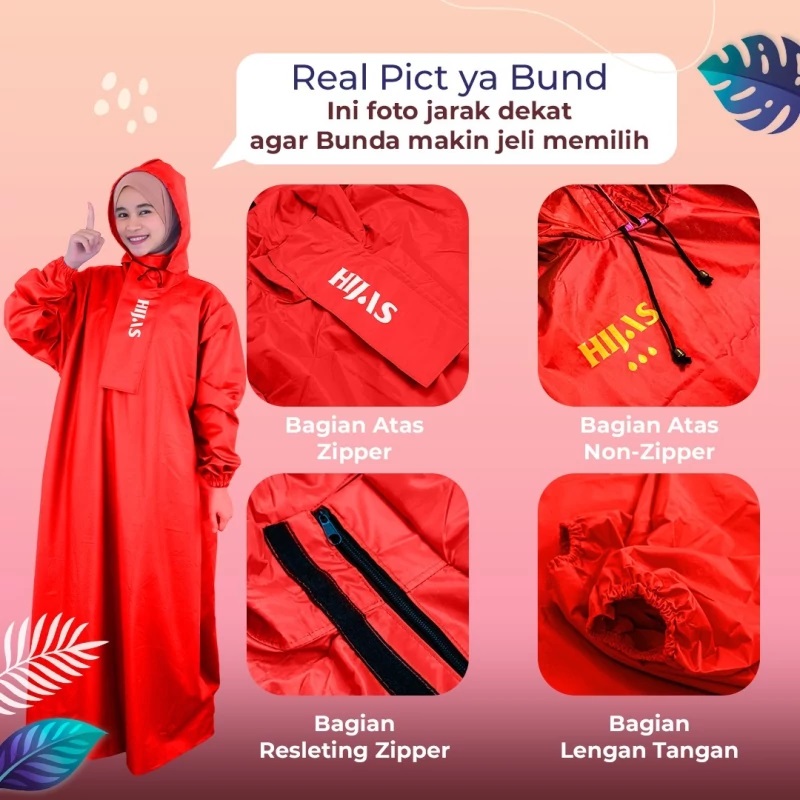 Real Pict ya Bund
Ini foto jarak dekat
agar Bunda makin jeli memilih
HIJAS
HIJAS
HIJAS
Bagian Atas
Zipper
Bagian Atas
Non-Zipper
Bagian
Resleting Zipper
Bagian
Lengan Tangan